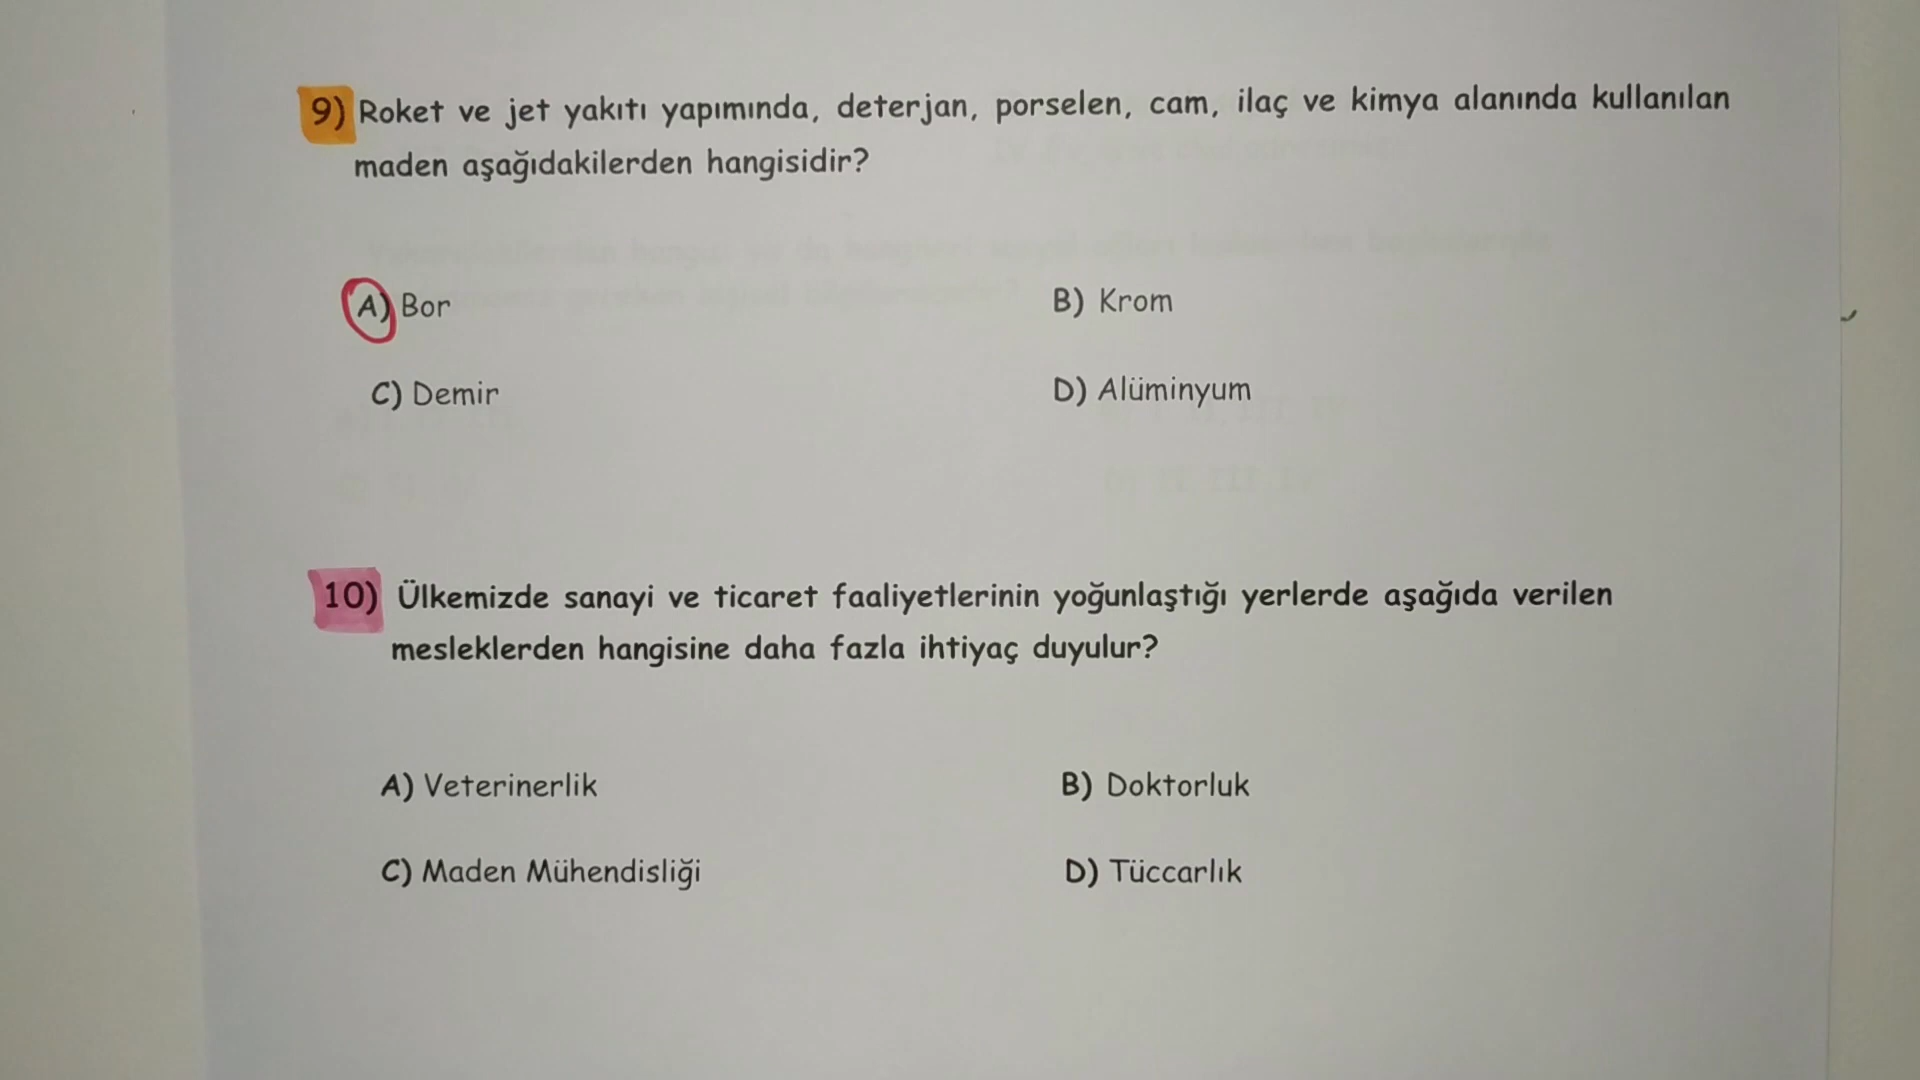 9) Roket ve jet yakıtı yapımında, deterjan, porselen, cam, ilaç ve kimya alanında kullanılan
maden aşağıdakilerden hangisidir?
A) Bor
B) Krom
C) Demir
D) Alüminyum
10) Ülkemizde sanayi ve ticaret faaliyetlerinin yoğunlaştığı yerlerde aşağıda verilen
mesleklerden hangisine daha fazla ihtiyaç duyulur?
A) Veterinerlik
B) Doktorluk
C) Maden Mühendisliği
D) Tüccarlık